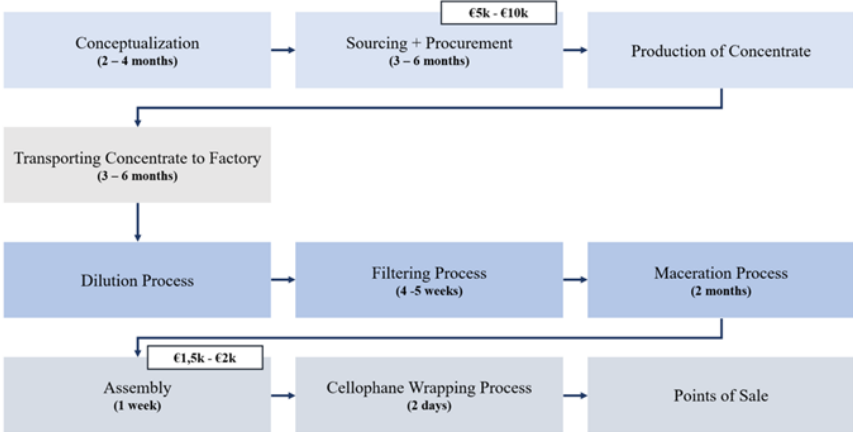 €5k - €10k
Conceptualization
(2 – 4 months)
Sourcing + Procurement
(3 – 6 months)
Production of Concentrate
Transporting Concentrate to Factory
(3 – 6 months)
Dilution Process
Filtering Process
(4 -5 weeks)
Maceration Process
(2 months)
€1,5k - €2k
Assembly
(1 week)
Cellophane Wrapping Process
(2 days)
Points of Sale